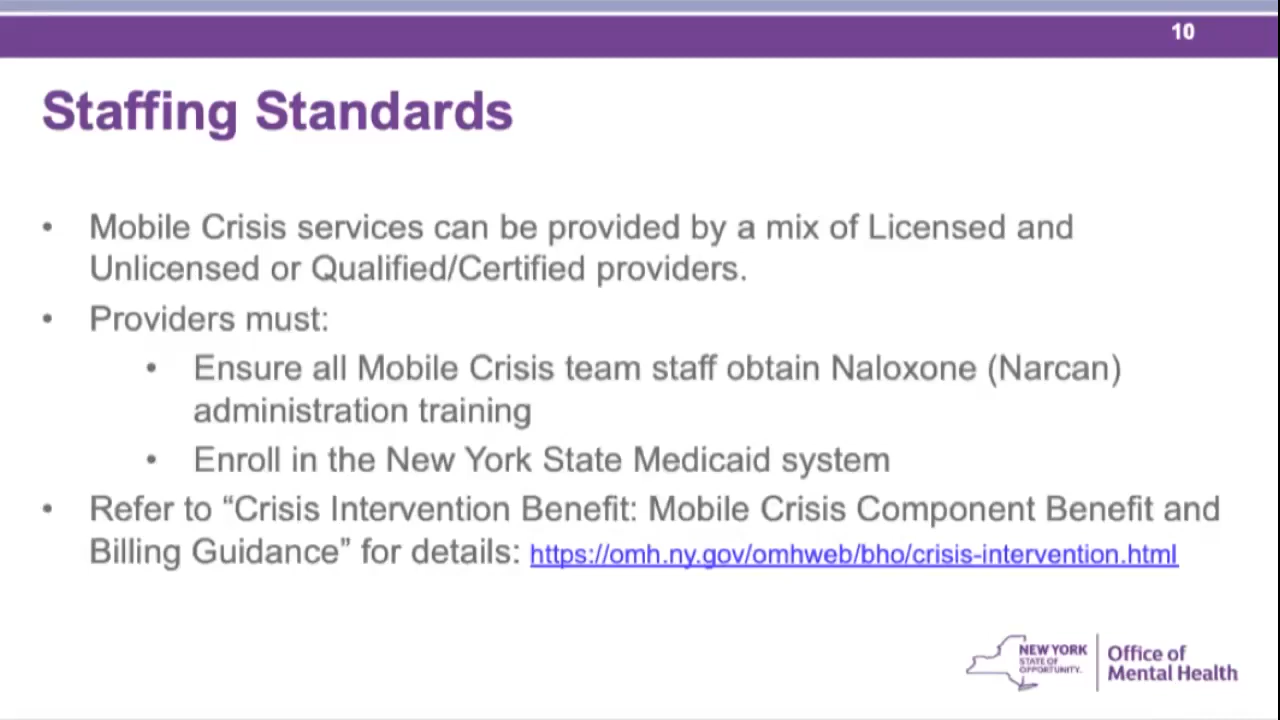 10
Staffing Standards
• Mobile Crisis services can be provided by a mix of Licensed and
Unlicensed or Qualified/Certified providers.
• Providers must:
• Ensure all Mobile Crisis team staff obtain Naloxone (Narcan)
administration training
• Enroll in the New York State Medicaid system
• Refer to “Crisis Intervention Benefit: Mobile Crisis Component Benefit and
Billing Guidance” for details: https://omh.ny.gov/omhweb/bho/crisis-intervention.html
NEW YORK
STATE OF
OPPORTUNITY.
Office of
Mental Health